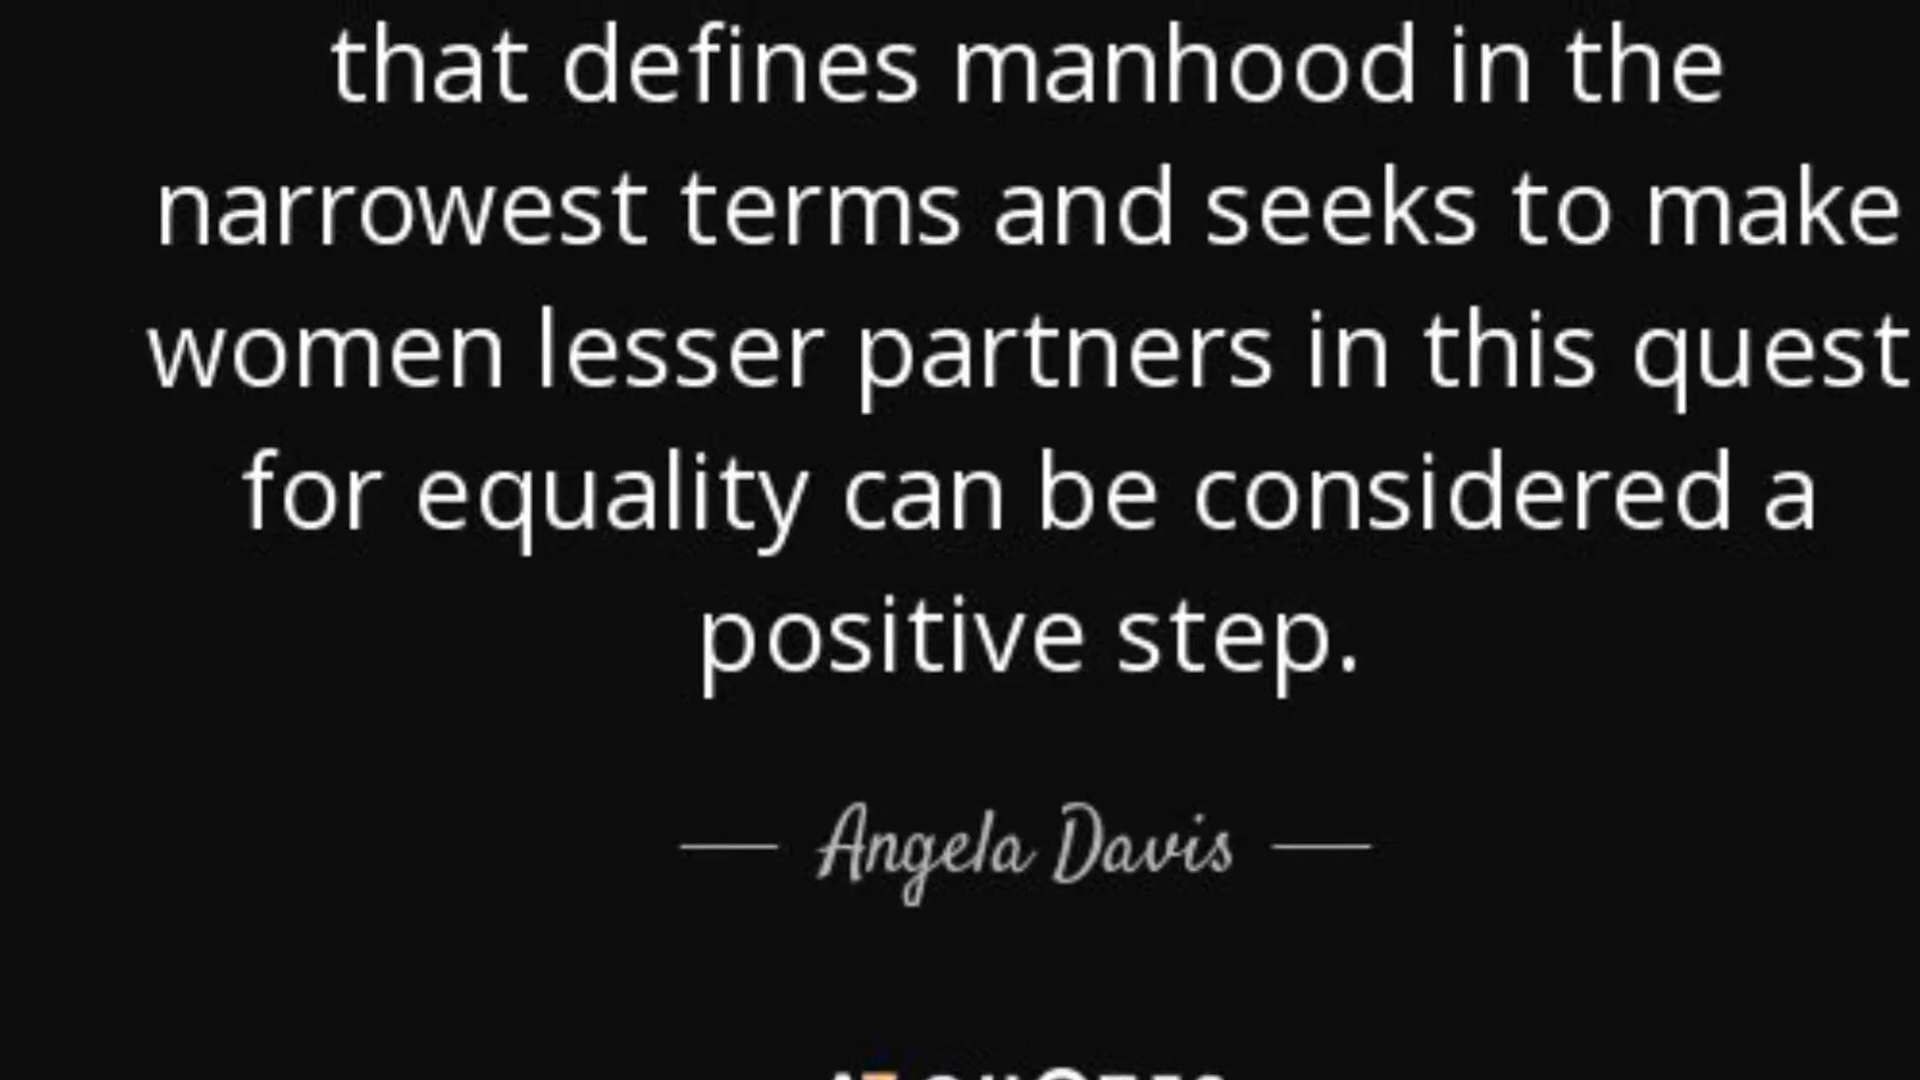 that defines manhood in the
narrowest terms and seeks to make
women lesser partners in this quest
for equality can be considered a
positive step.
Angela Davis